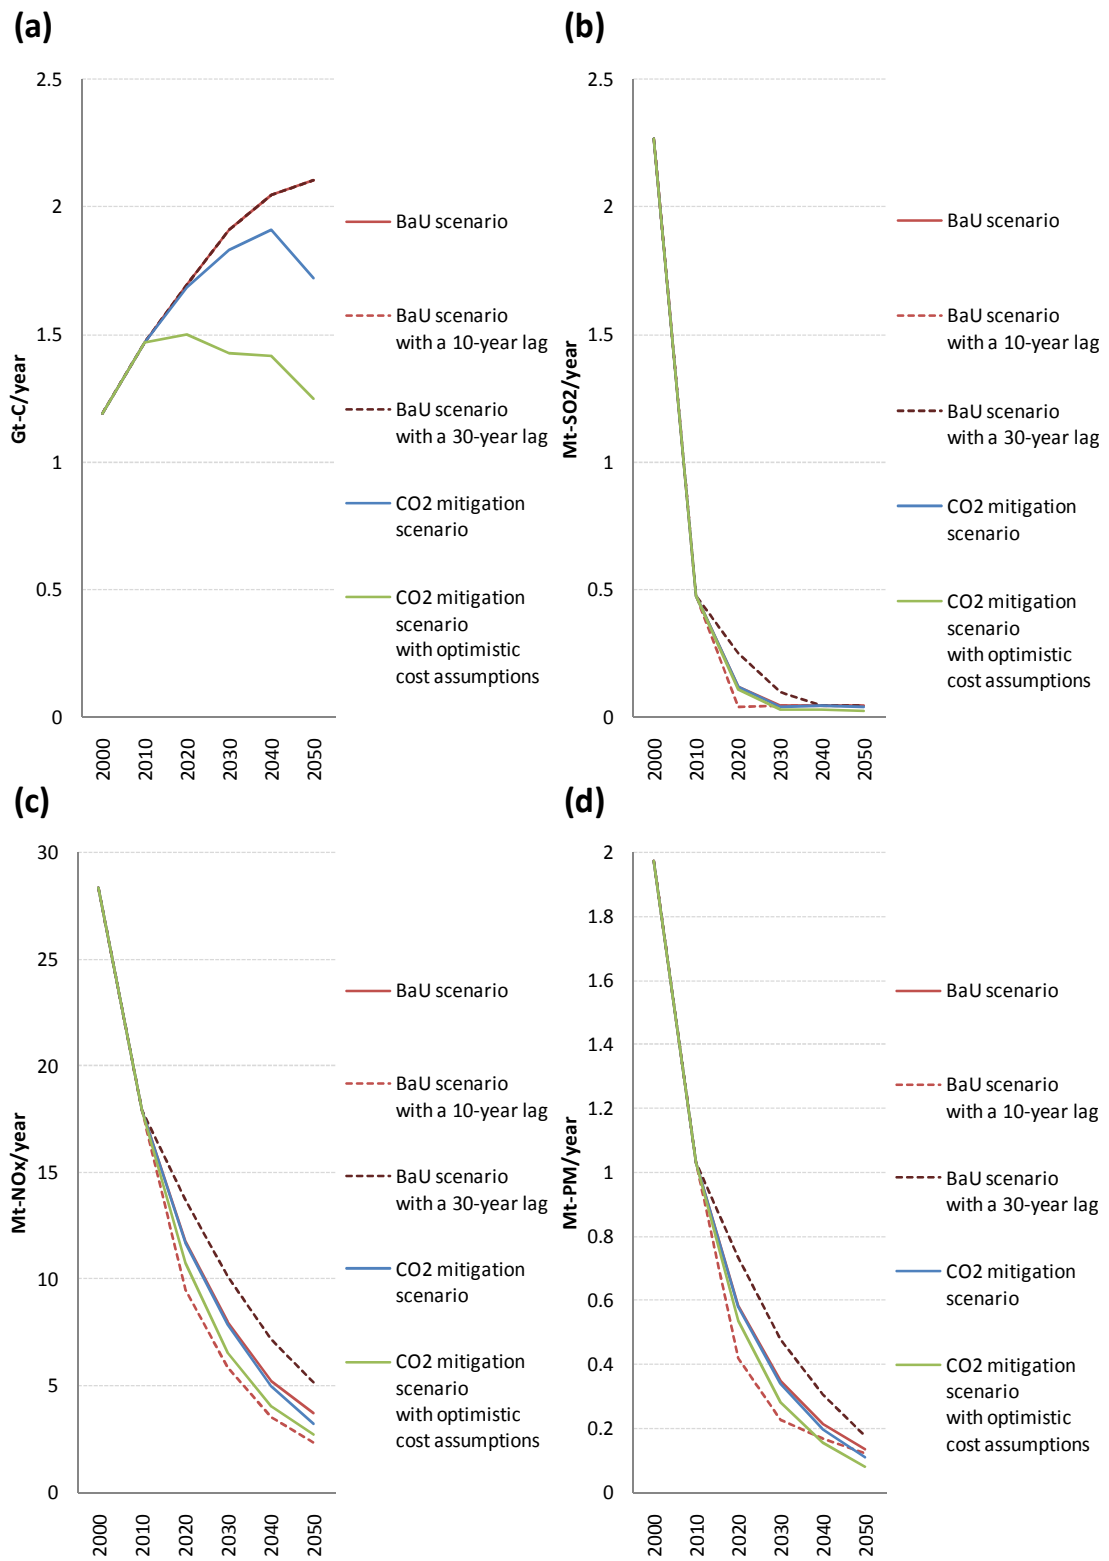 (a)
2.5
2
1.5
1
0.5
0
Gt-C/year
2000
2010
2020
2030
2040
2050
BaU scenario
BaU scenario
with a 10-year lag
BaU scenario
with a 30-year lag
CO2 mitigation
scenario
CO2 mitigation
scenario
with optimistic
cost assumptions
(b)
2.5
2
1.5
1
0.5
0
Mt-SO2/year
2000
2010
2020
2030
2040
2050
BaU scenario
BaU scenario
with a 10-year lag
BaU scenario
with a 30-year lag
CO2 mitigation
scenario
CO2 mitigation
scenario
with optimistic
cost assumptions
(c)
30
25
20
15
10
5
0
Mt-NOx/year
2000
2010
2020
2030
2040
2050
BaU scenario
BaU scenario
with a 10-year lag
BaU scenario
with a 30-year lag
CO2 mitigation
scenario
CO2 mitigation
scenario
with optimistic
cost assumptions
(d)
2
1.8
1.6
1.4
1.2
1
0.8
0.6
0.4
0.2
0
Mt-PM/year
2000
2010
2020
2030
2040
2050
BaU scenario
BaU scenario
with a 10-year lag
BaU scenario
with a 30-year lag
CO2 mitigation
scenario
CO2 mitigation
scenario
with optimistic
cost assumptions